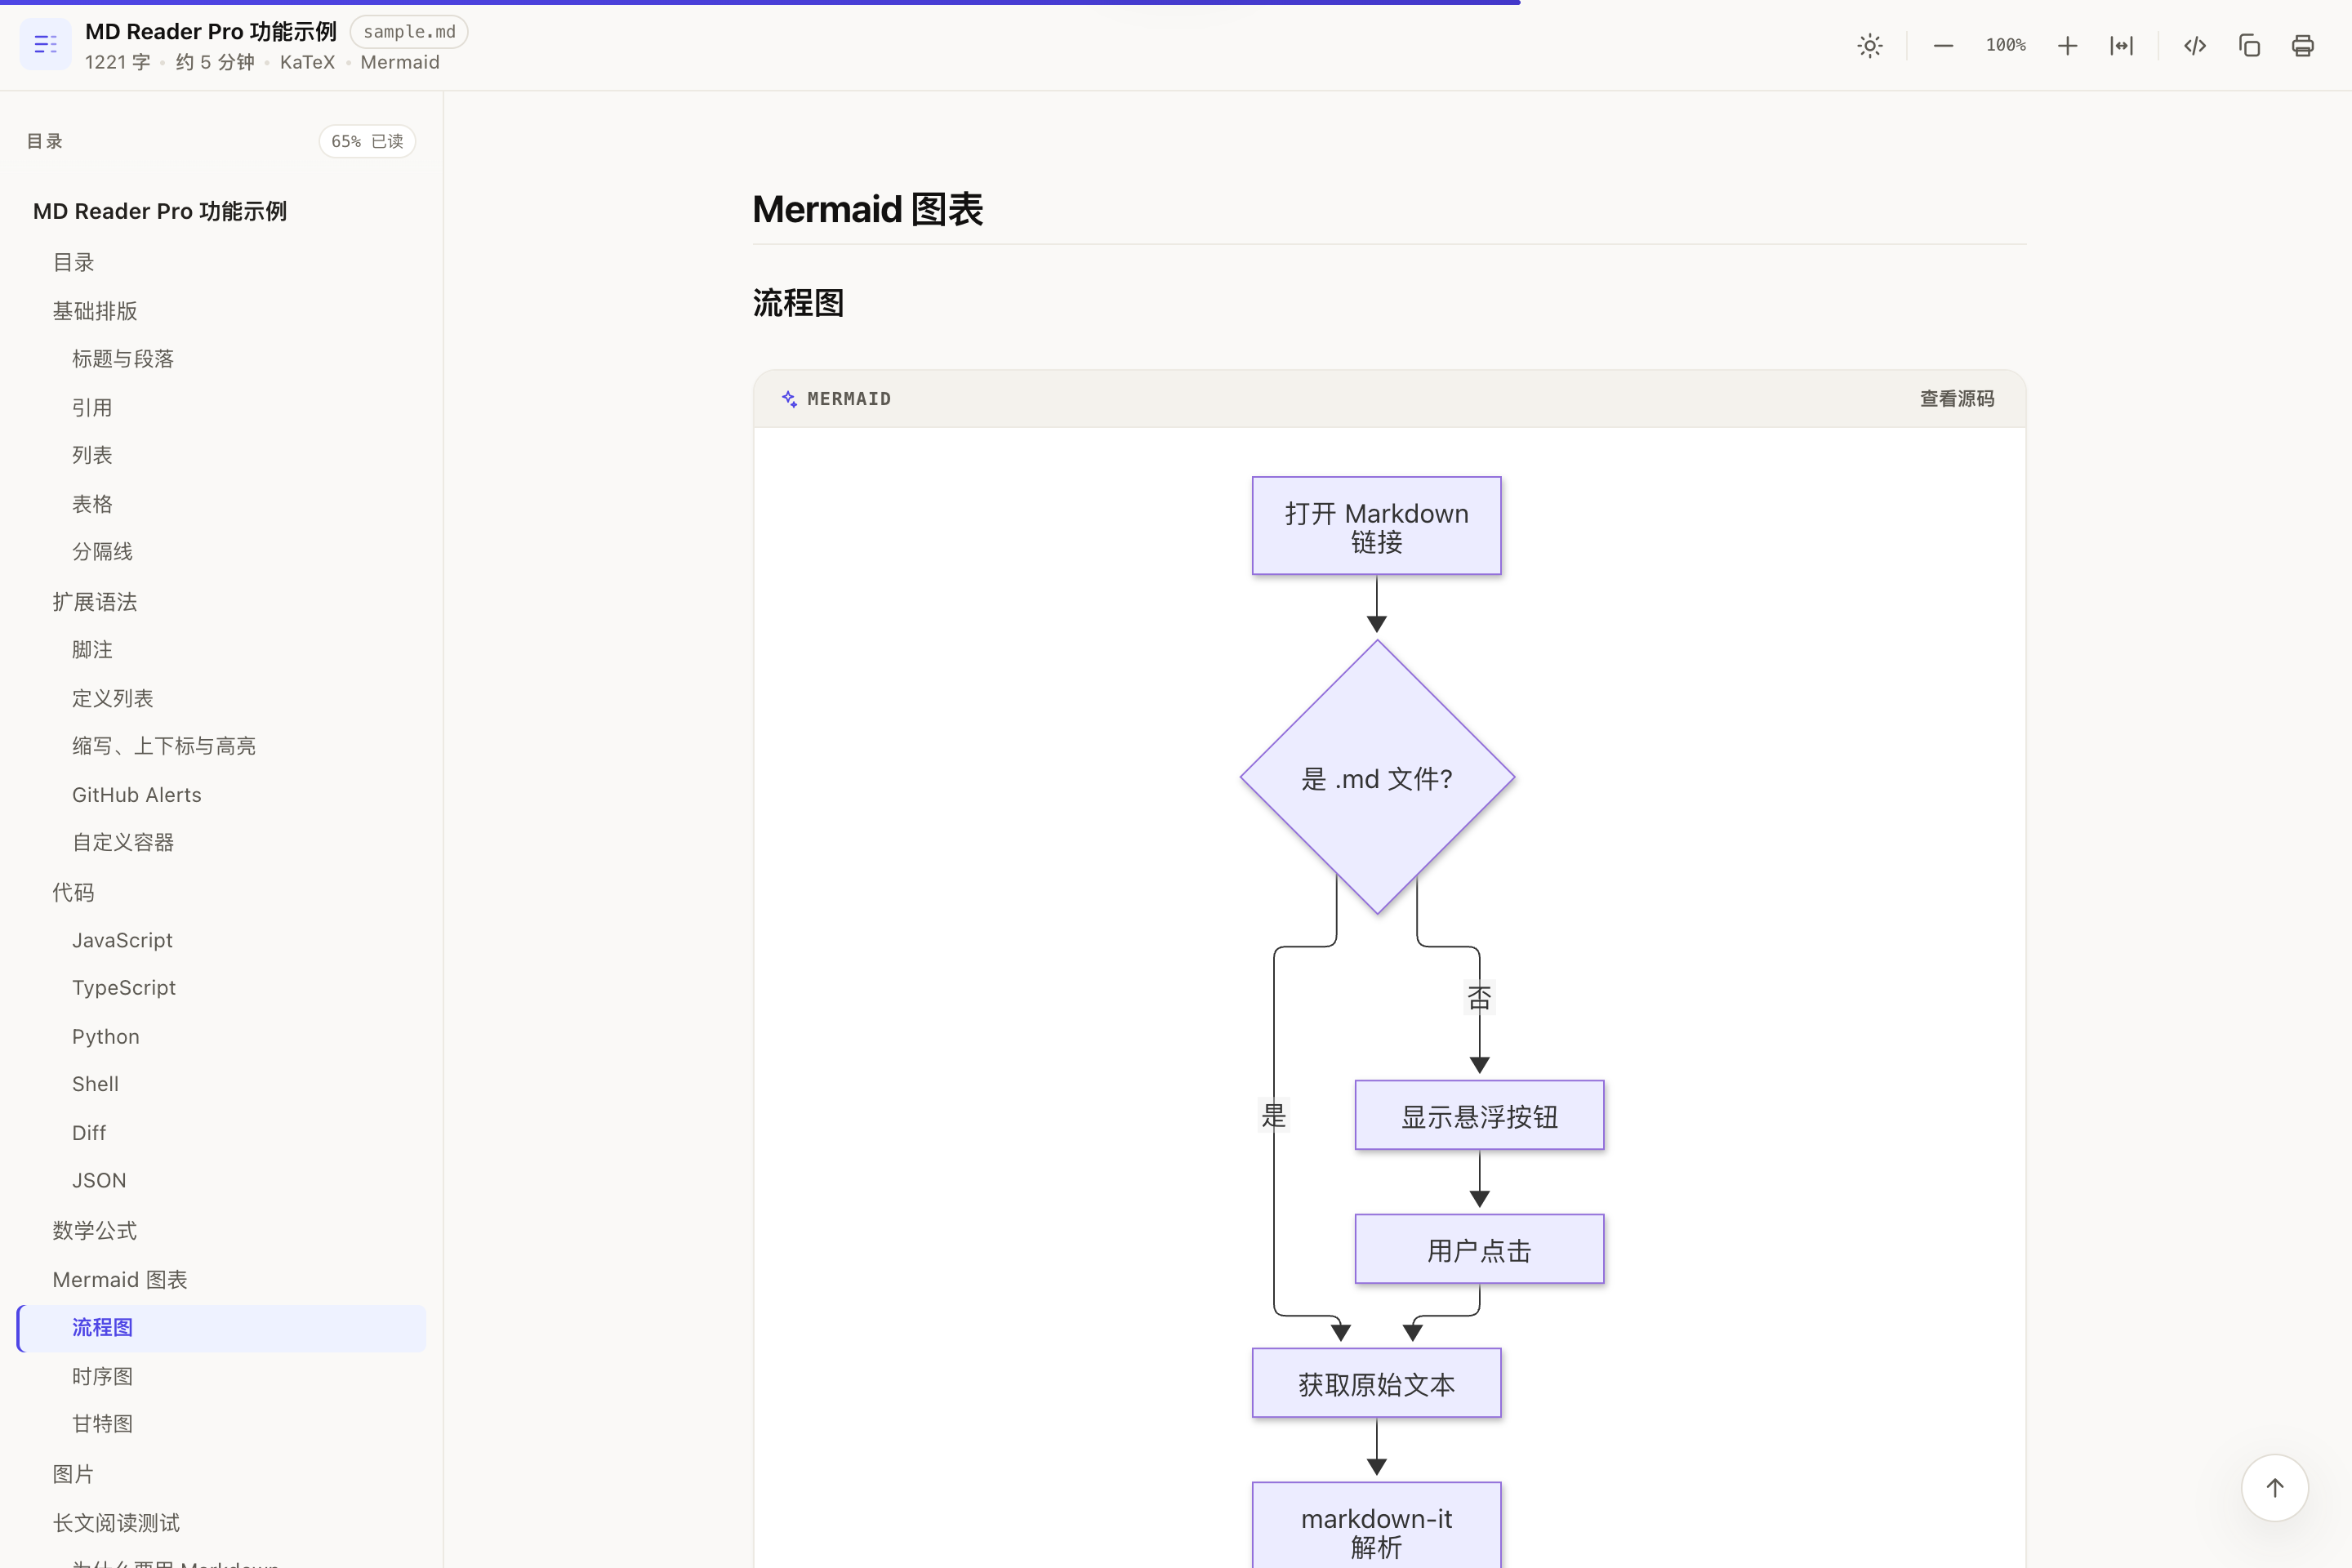 MD Reader Pro 功能示例 sample.md
1221 字 • 约 5 分钟 • KaTeX • Mermaid
100%
目录 65% 已读
MD Reader Pro 功能示例
目录
基础排版
标题与段落
引用
列表
表格
分隔线
扩展语法
脚注
定义列表
缩写、上下标与高亮
GitHub Alerts
自定义容器
代码
JavaScript
TypeScript
Python
Shell
Diff
JSON
数学公式
Mermaid 图表
流程图
时序图
甘特图
图片
长文阅读测试
为什么要用 Markdown
Mermaid 图表
流程图
MERMAID 查看源码
打开 Markdown
链接
是 .md 文件?
否
是
显示悬浮按钮
用户点击
获取原始文本
markdown-it
解析